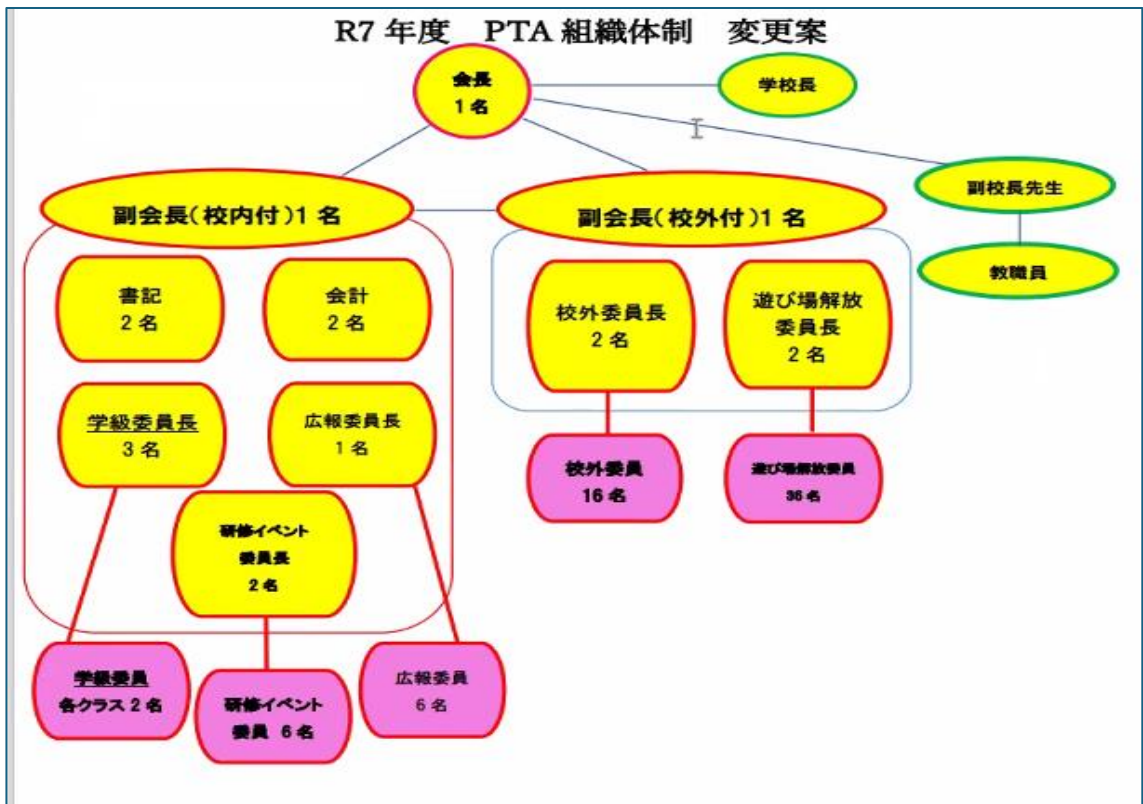 R7 年度 PTA 組織体制 変更案
会長
1 名
学校長
副校長先生
教職員
副会長(校内付)1 名
副会長(校外付)1 名
書記
2 名
会計
2 名
校外委員長
2 名
遊び場解放
委員長
2 名
学級委員長
3 名
広報委員長
1 名
校外委員
16 名
遊び場解放委員
36 名
研修イベント
委員長
2 名
学級委員
各クラス 2 名
研修イベント
委員 6 名
広報委員
6 名